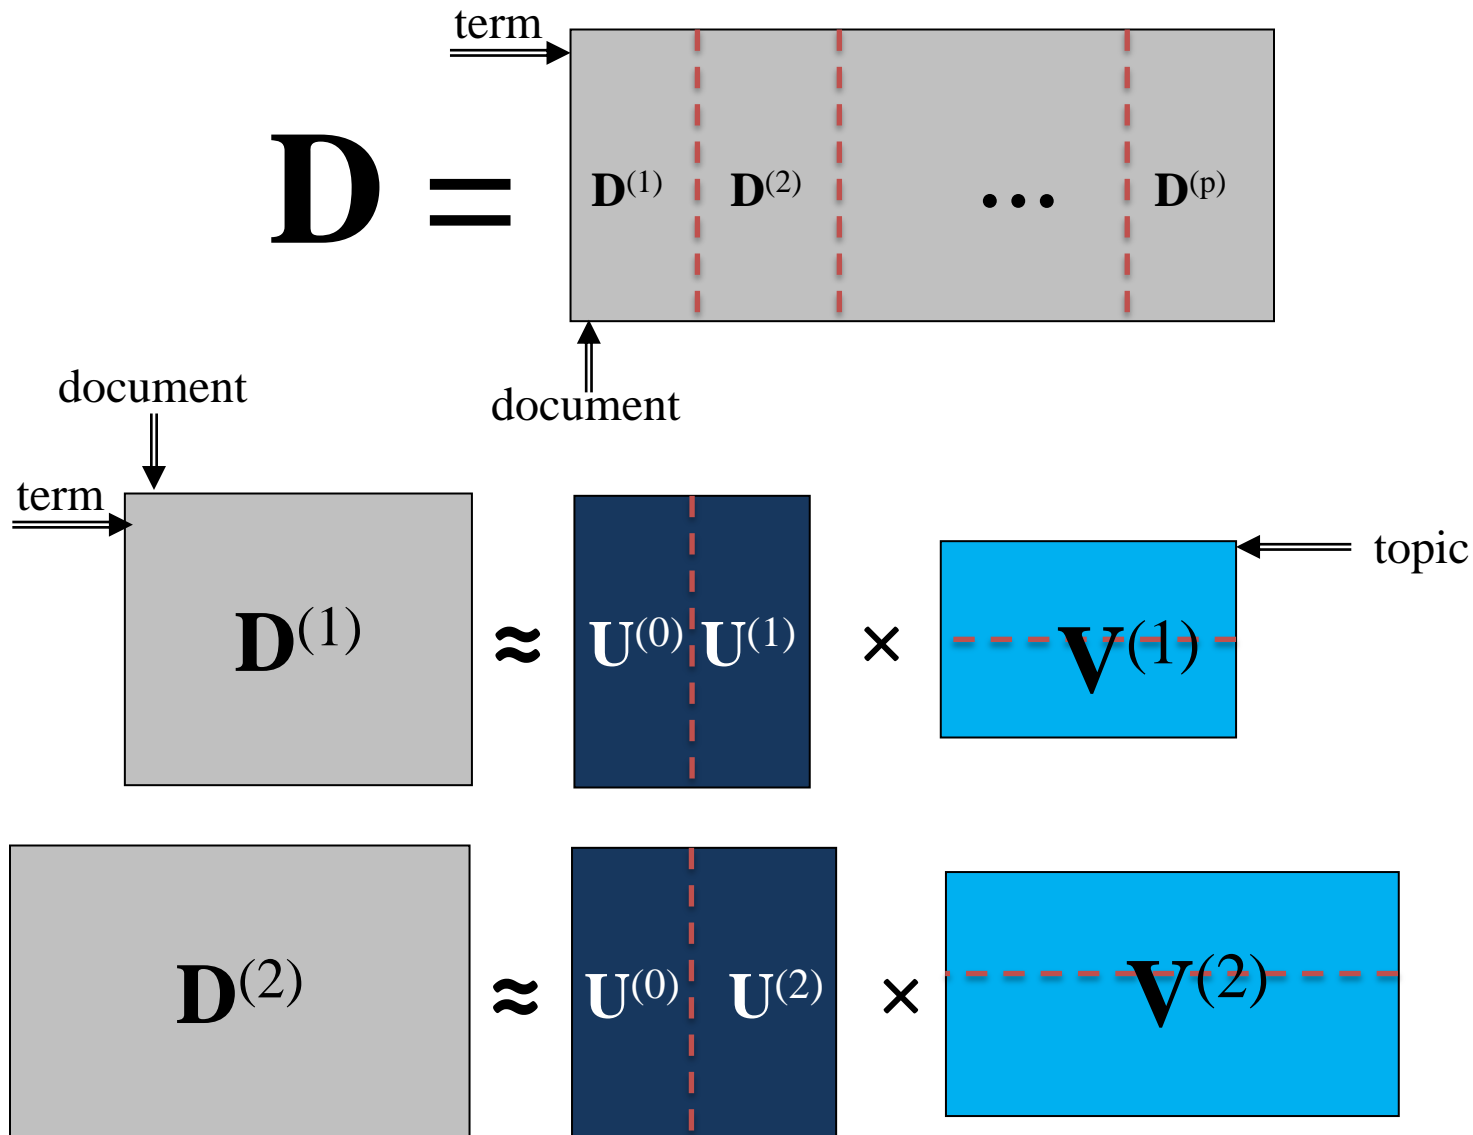 term
D = D(1) D(2) ... D(p)
document
document
term
topic
D(1) ≈ U(0) U(1) × V(1)
D(2) ≈ U(0) U(2) × V(2)